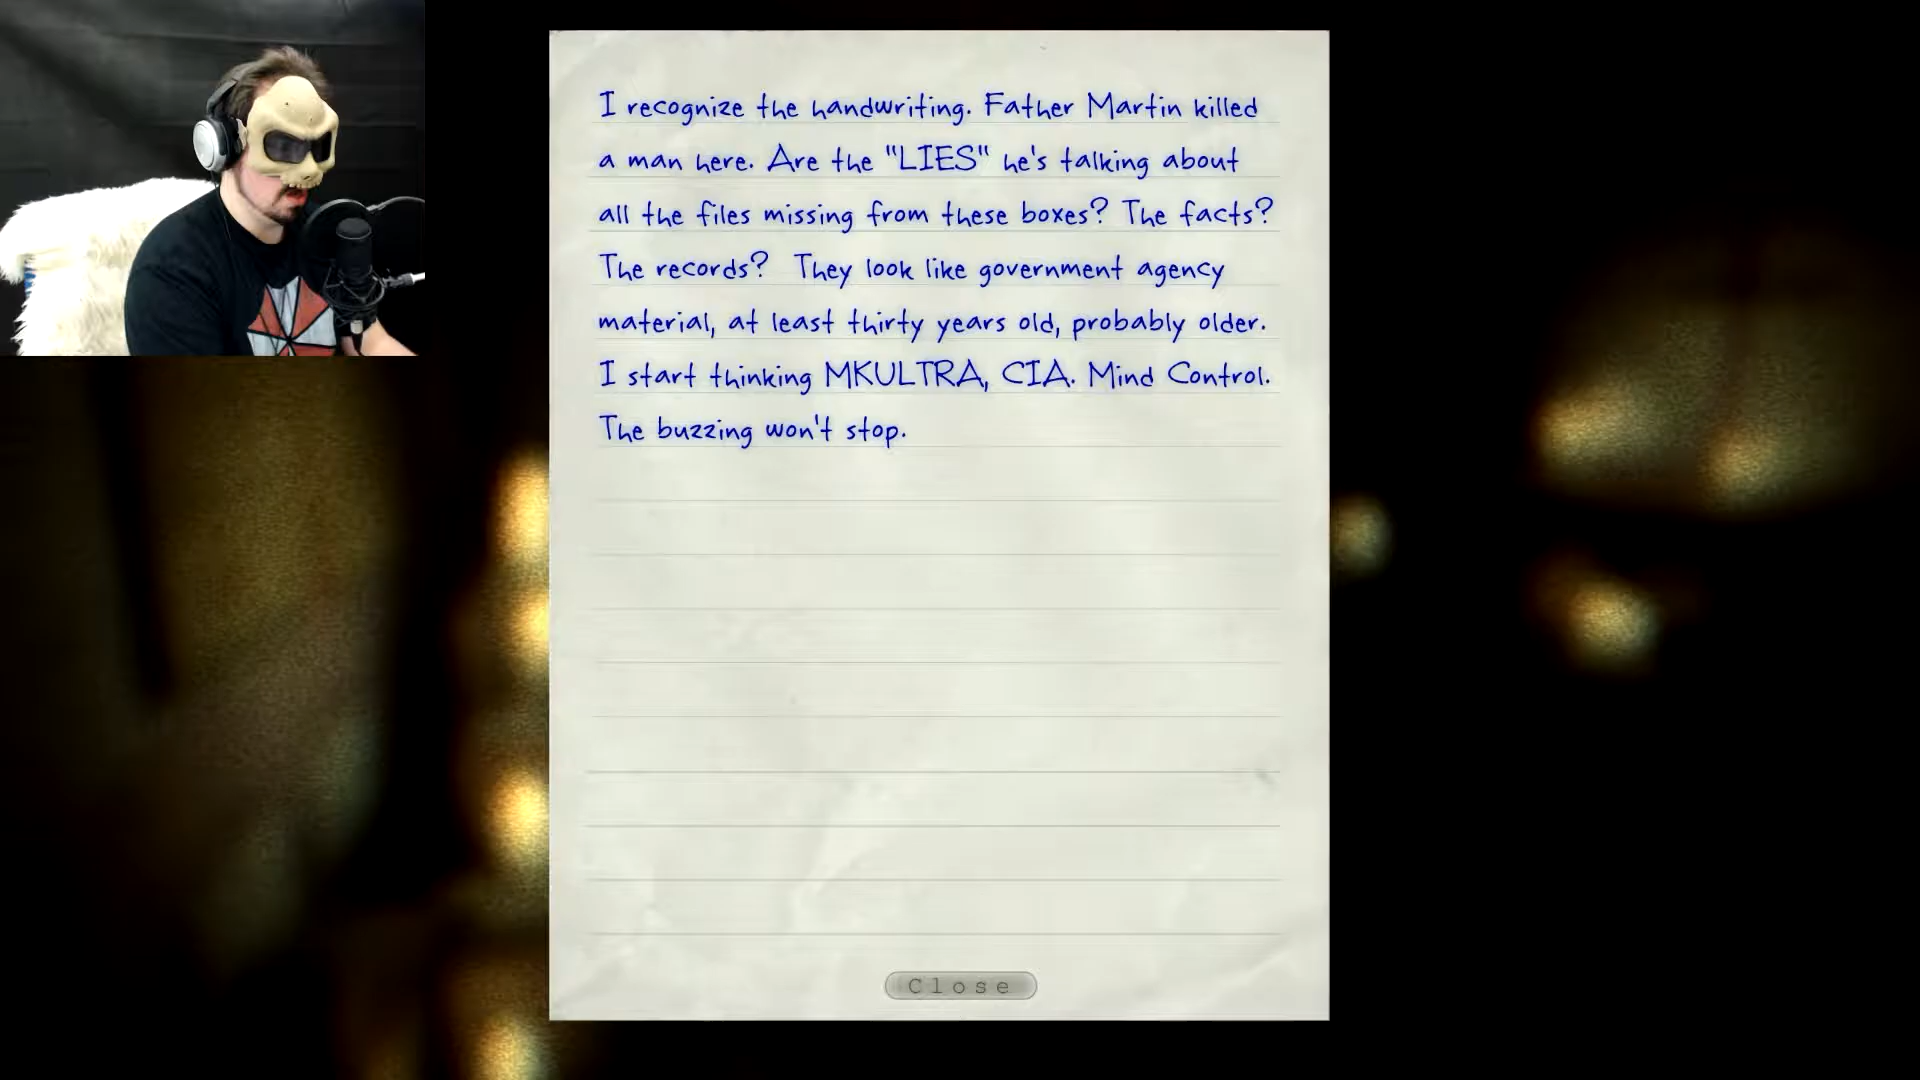 I recognize the handwriting. Father Martin killed
a man here. Are the "LIES" he's talking about
all the files missing from these boxes? The facts?
The records?  They look like government agency
material, at least thirty years old, probably older.
I start thinking MKULTRA, CIA. Mind Control.
The buzzing won't stop.
Close